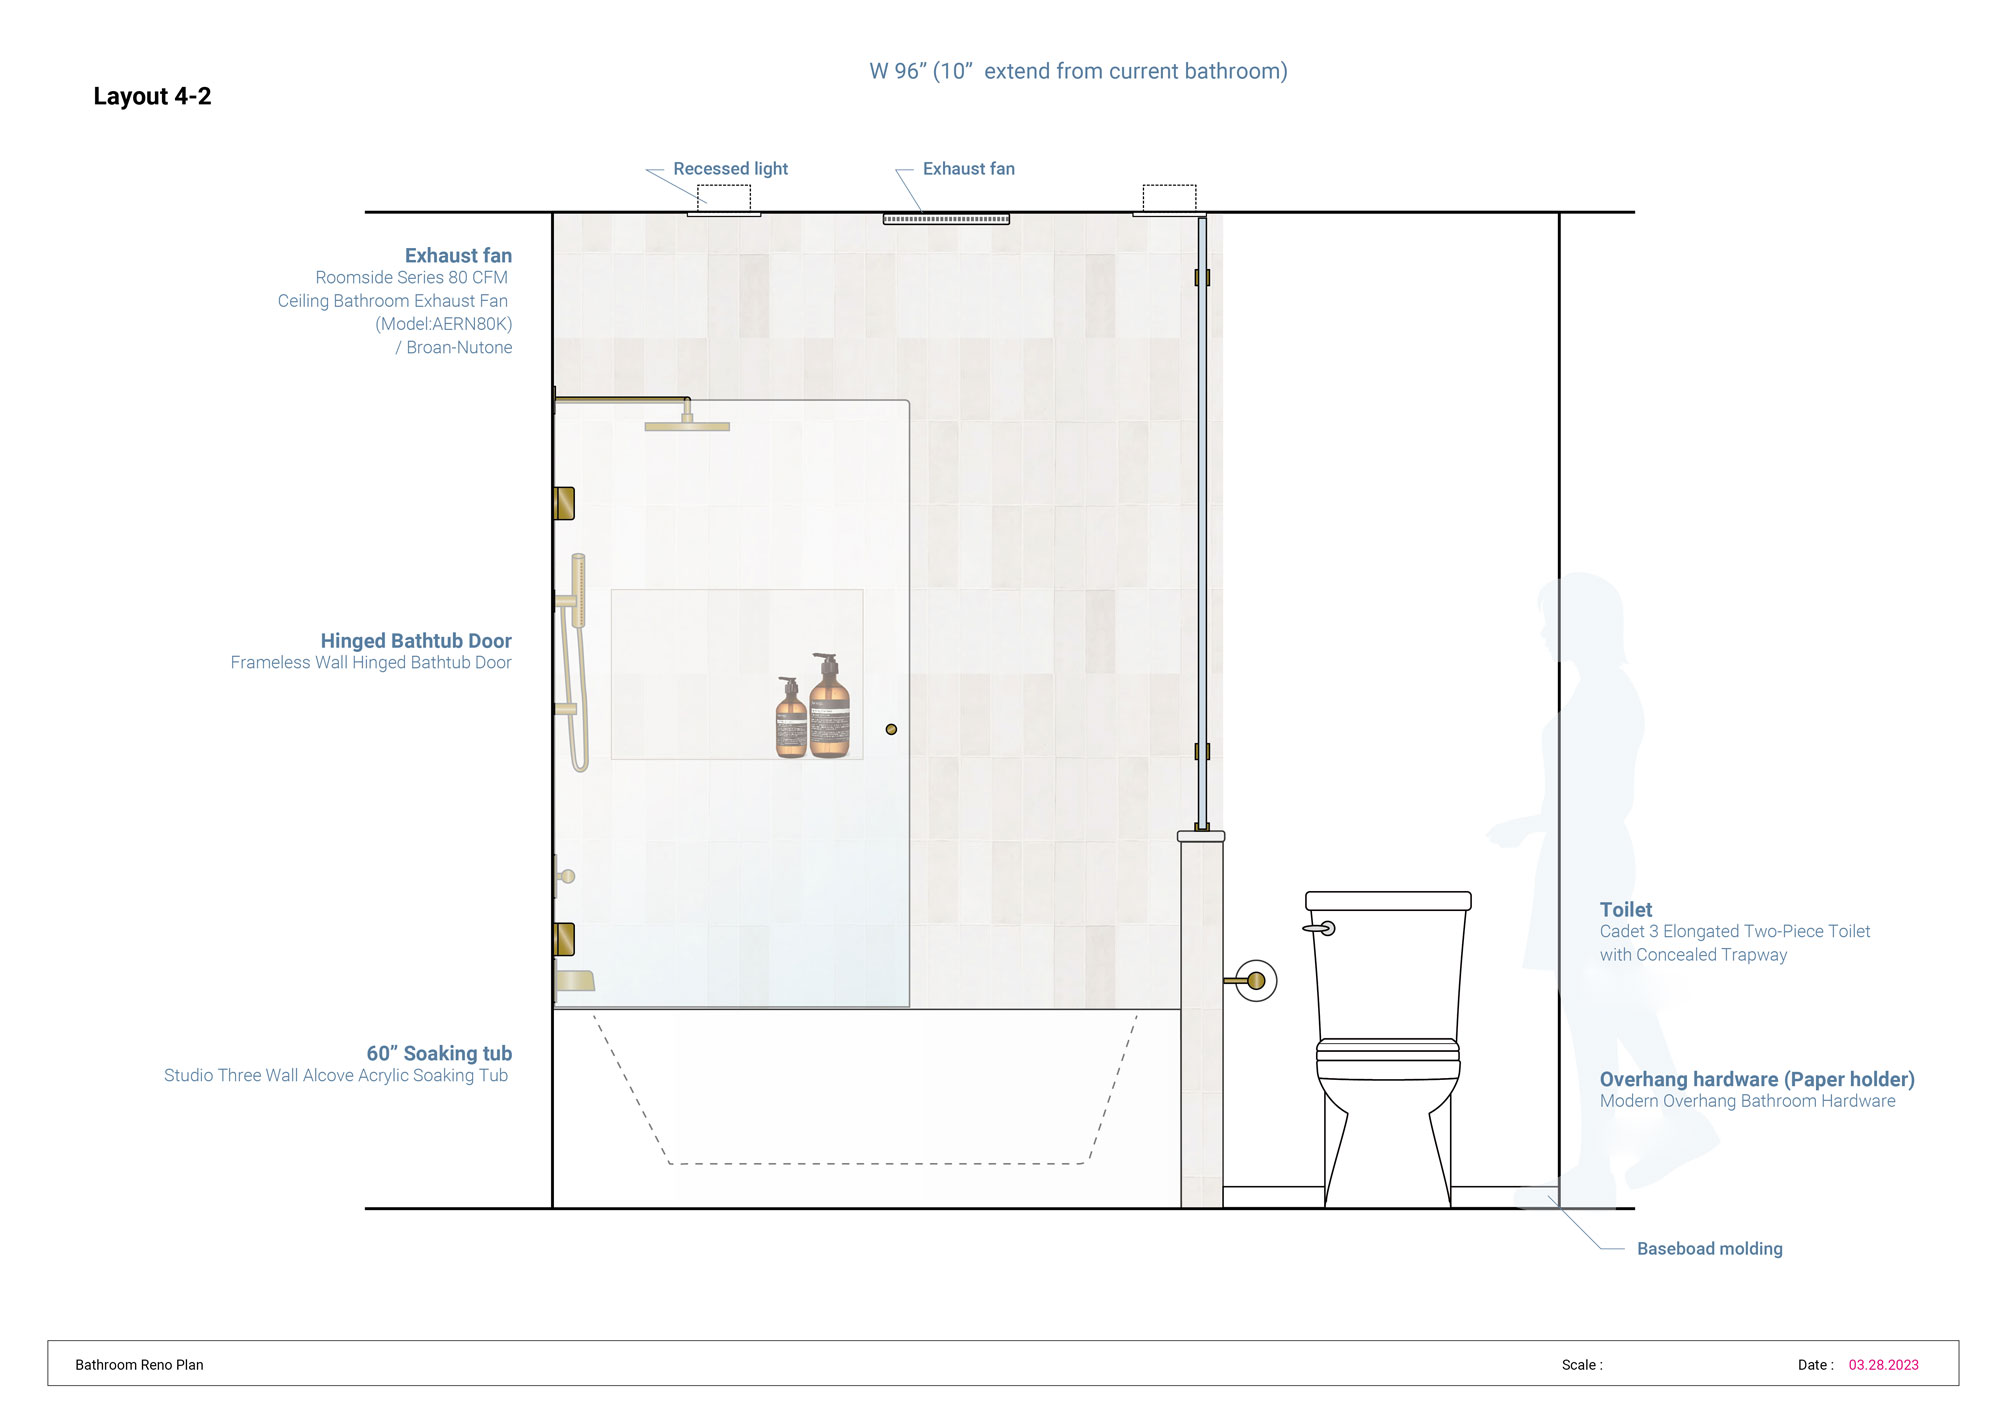 W 96” (10”  extend from current bathroom)
Layout 4-2
Recessed light
Exhaust fan
Exhaust fan
Roomside Series 80 CFM
Ceiling Bathroom Exhaust Fan
(Model:AERN80K)
/ Broan-Nutone
Hinged Bathtub Door
Frameless Wall Hinged Bathtub Door
60” Soaking tub
Studio Three Wall Alcove Acrylic Soaking Tub
Toilet
Cadet 3 Elongated Two-Piece Toilet
with Concealed Trapway
Overhang hardware (Paper holder)
Modern Overhang Bathroom Hardware
Baseboad molding
Bathroom Reno Plan
Scale :
Date : 03.28.2023